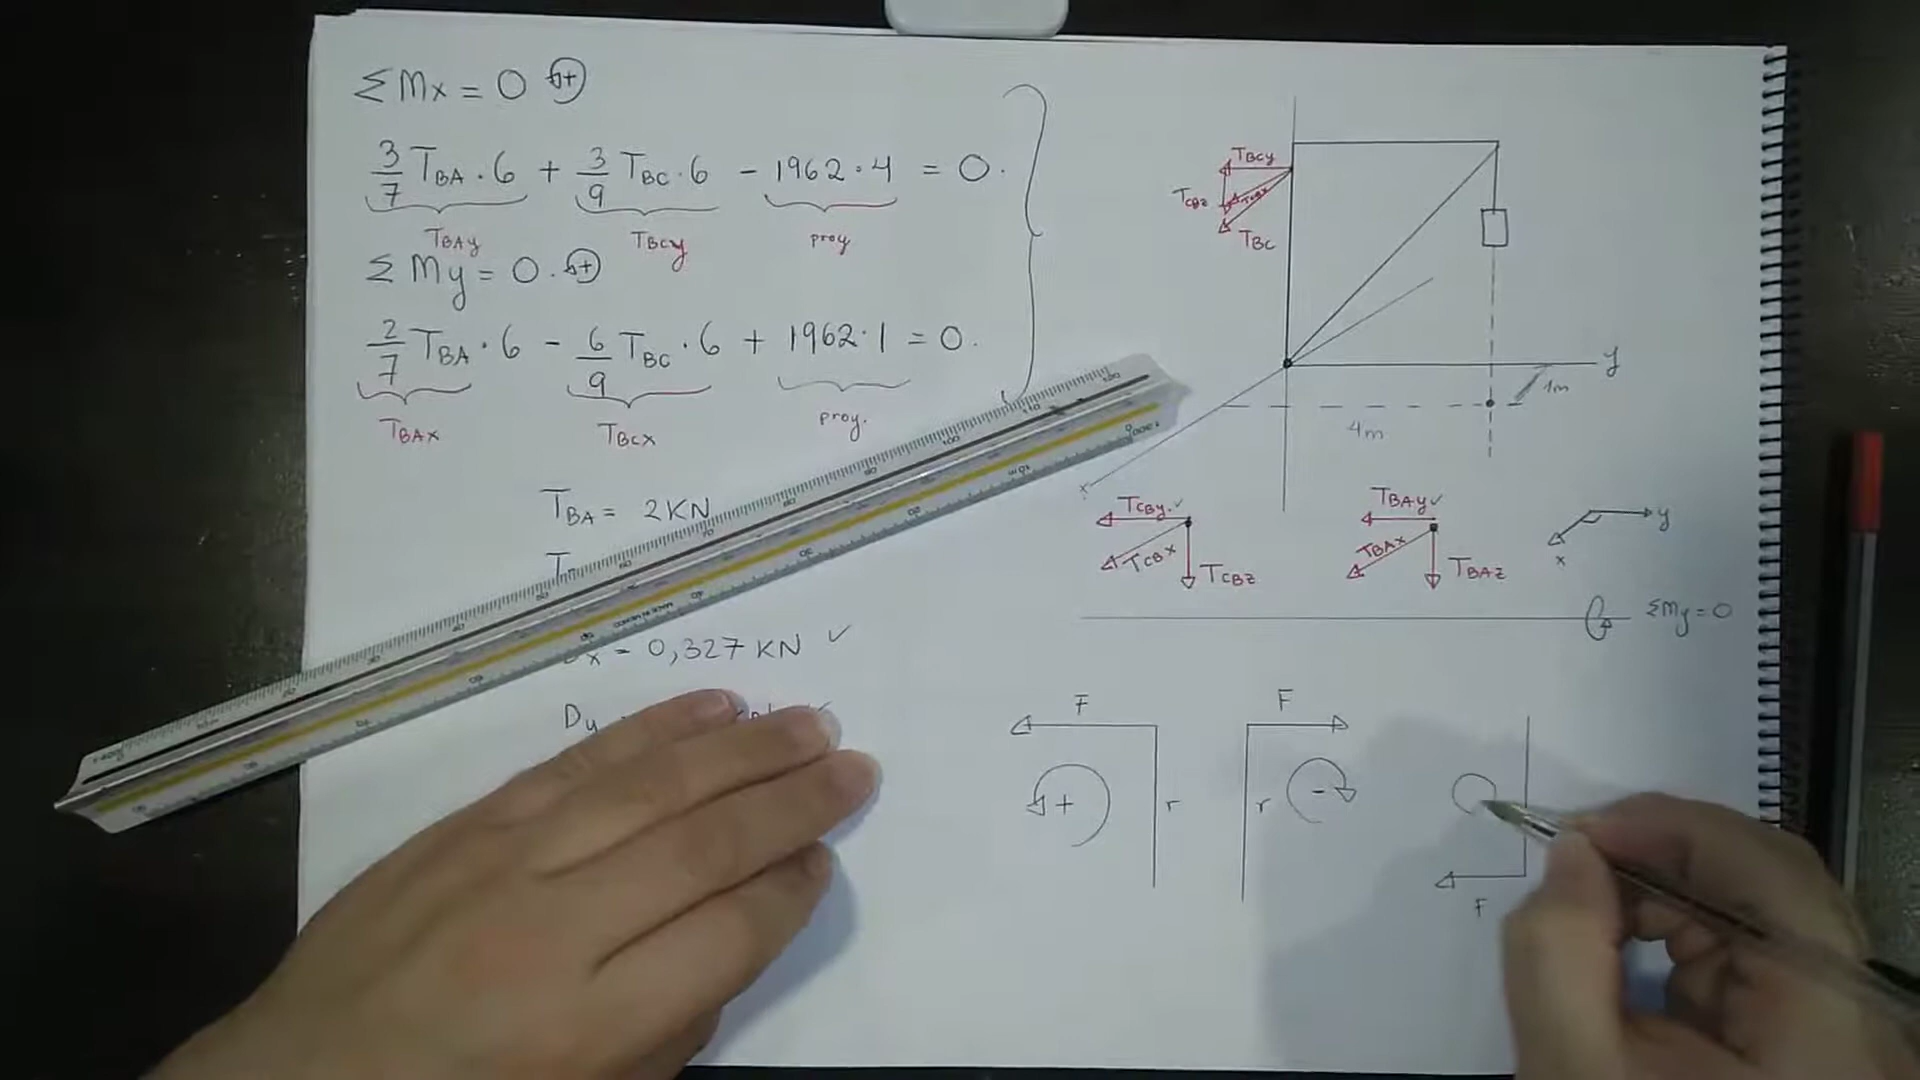 ΣMx = 0 ↰+
3/7 TBA · 6 + 3/9 TBC · 6 - 1962 · 4 = 0.
TBAy TBCy proy
ΣMy = 0. ↰+
2/7 TBA · 6 - 6/9 TBC · 6 + 1962 · 1 = 0.
TBAx TBCx proy.
TBA = 2KN
x = 0,327 KN ✓
Dy
TBCy
TCBz
TBC
y
1m
4m
x
TCBy. ✓
TCBx
TCBz
TBAy ✓
TBAx
TBAz
y
x
ΣMy = 0
F
+
r
F
r
-
F